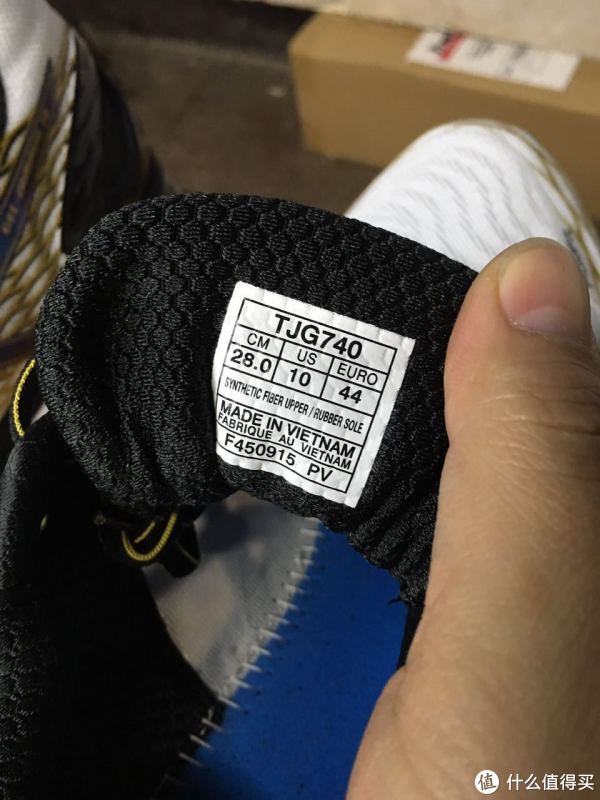 TJG740
CM US EURO
28.0 10 44
SYNTHETIC FIBER UPPER / RUBBER SOLE
MADE IN VIETNAM
FABRIQUE AU VIETNAM
F450915 PV
值 什么值得买